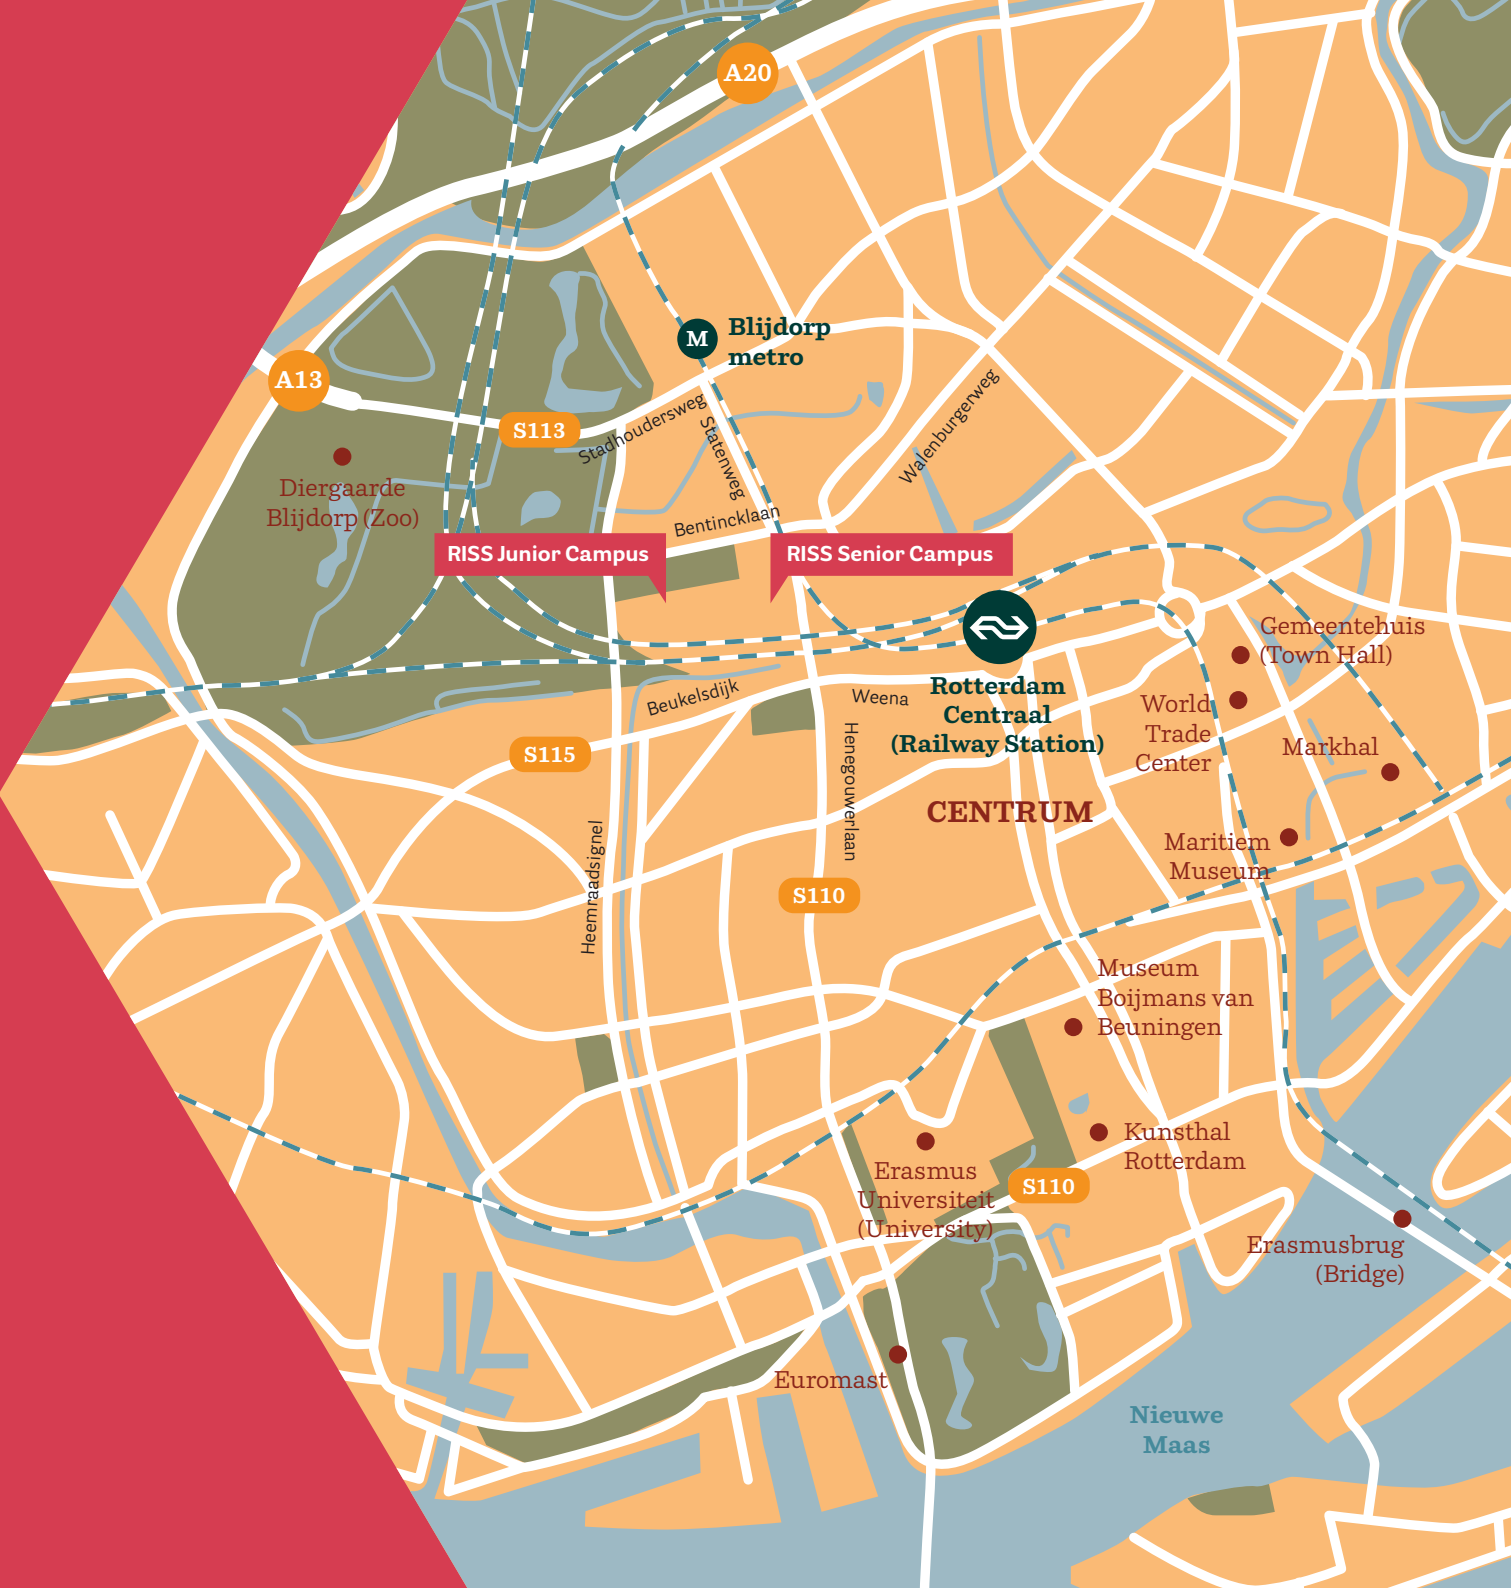 A20
Blijdorp
metro
M
A13
S113
Stadhoudersweg
Statenweg
Walenburgerweg
Diergaarde
Blijdorp (Zoo)
Bentincklaan
RISS Junior Campus
RISS Senior Campus
Gemeentehuis
(Town Hall)
Beukelsdijk
Weena
Rotterdam
Centraal
(Railway Station)
World
Trade
Center
Markhal
S115
Henegouwerlaan
CENTRUM
Heemraadsignel
Maritiem
Museum
S110
Museum
Boijmans van
Beuningen
Kunsthal
Rotterdam
Erasmus
Universiteit
(University)
S110
Erasmusbrug
(Bridge)
Euromast
Nieuwe
Maas